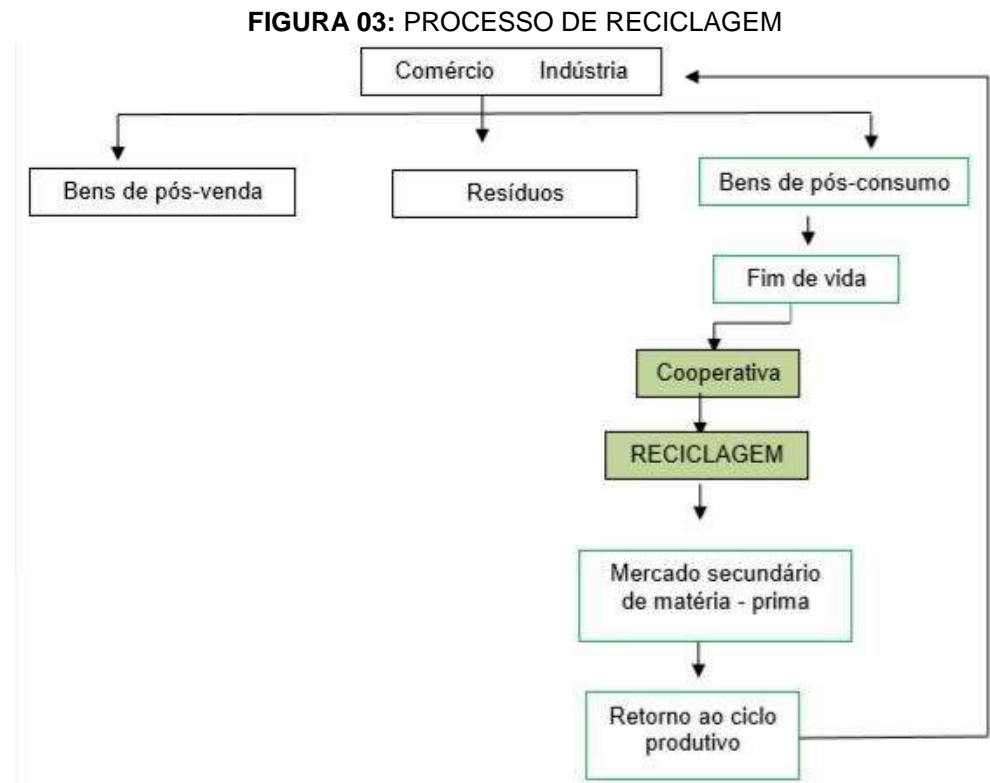 FIGURA 03: PROCESSO DE RECICLAGEM
Comércio Indústria
Bens de pós-venda
Resíduos
Bens de pós-consumo
Fim de vida
Cooperativa
RECICLAGEM
Mercado secundário
de matéria - prima
Retorno ao ciclo
produtivo